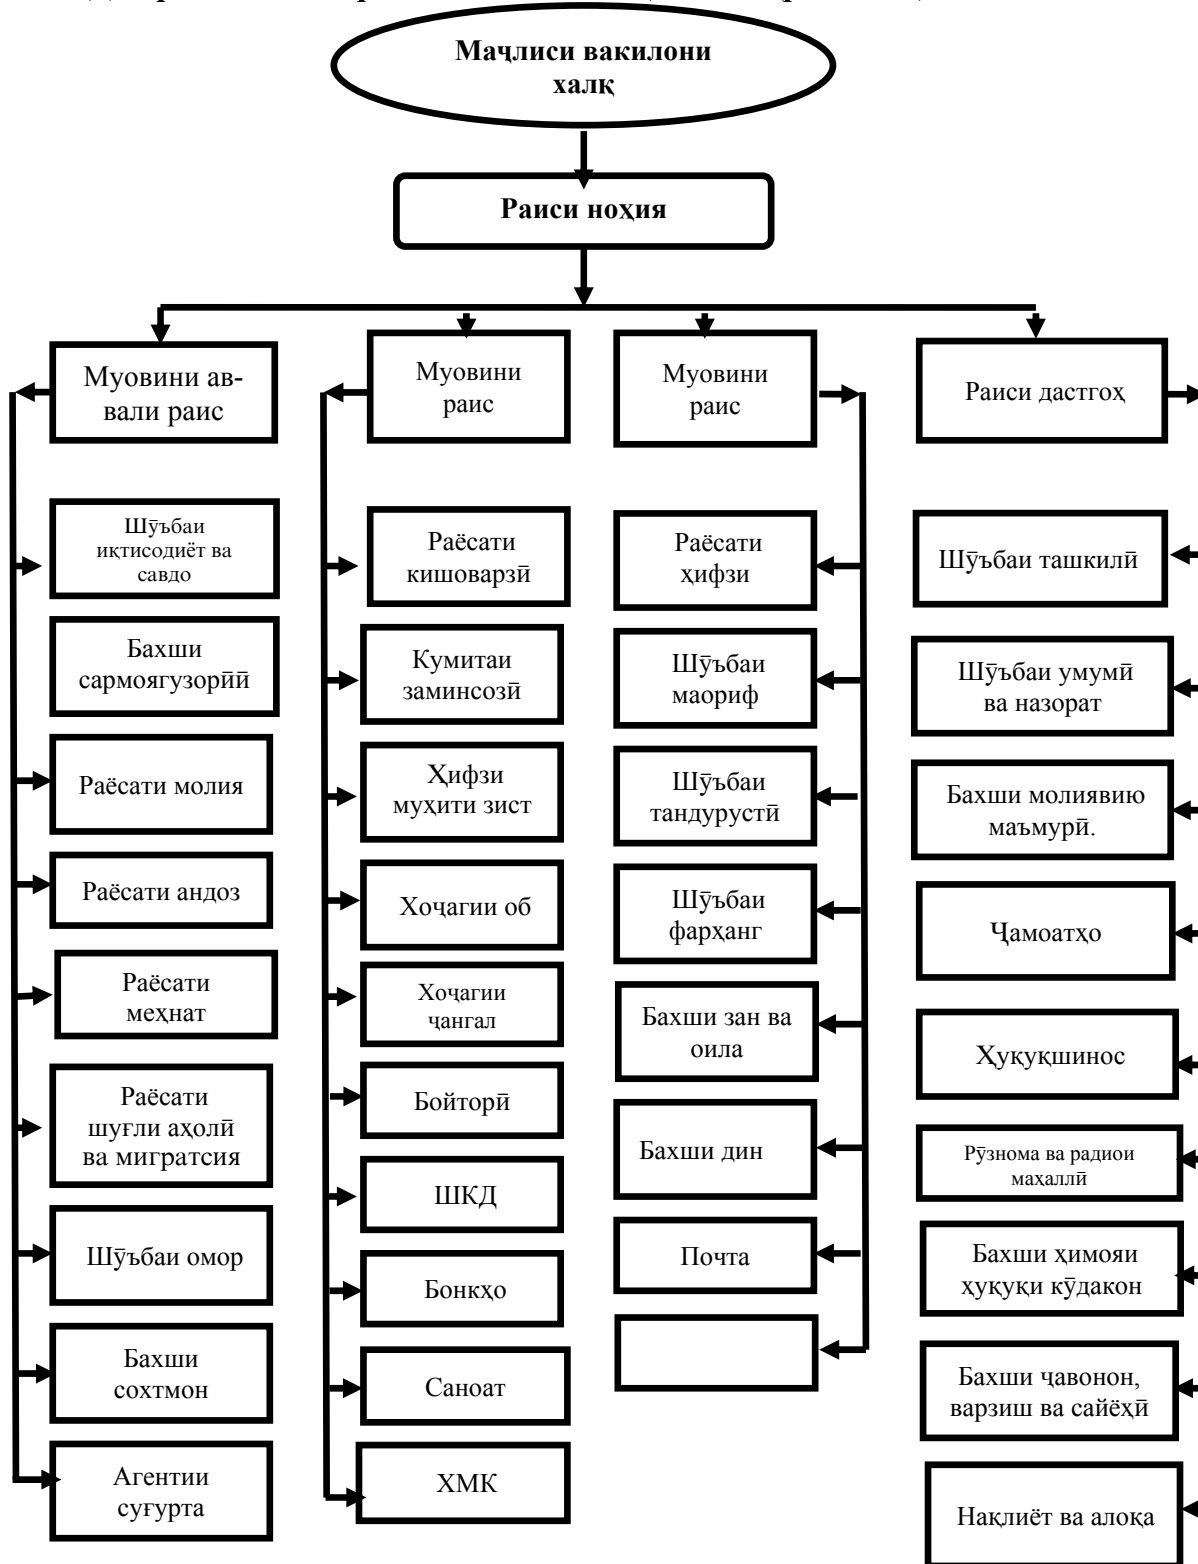 Маҷлиси вакилони
халқ
Раиси ноҳия
Муовини ав-
вали раис
Муовини
раис
Муовини
раис
Раиси дастгоҳ
Шӯъбаи
иқтисодиёт ва
савдо
Бахши
сармоягузорӣӣ
Раёсати молия
Раёсати андоз
Раёсати
меҳнат
Раёсати
шуғли аҳолӣ
ва мигратсия
Шӯъбаи омор
Бахши
сохтмон
Агентии
суғурта
Раёсати
кишоварзӣ
Кумитаи
заминсозӣ
Ҳифзи
муҳити зист
Хоҷагии об
Хоҷагии
ҷангал
Бойторӣ
ШКД
Бонкҳо
Саноат
ХМК
Раёсати
ҳифзи
Шӯъбаи
маориф
Шӯъбаи
тандурустӣ
Шӯъбаи
фарҳанг
Бахши зан ва
оила
Бахши дин
Почта
Шӯъбаи ташкилӣ
Шӯъбаи умумӣ
ва назорат
Бахши молиявию
маъмурӣ.
Ҷамоатҳо
Ҳуқуқшинос
Рӯзнома ва радиои
маҳаллӣ
Бахши ҳимояи
ҳуқуқи кӯдакон
Бахши ҷавонон,
варзиш ва сайёҳӣ
Нақлиёт ва алоқа